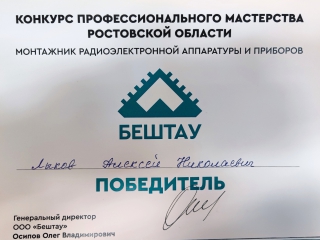 КОНКУРС ПРОФЕССИОНАЛЬНОГО МАСТЕРСТВА
РОСТОВСКОЙ ОБЛАСТИ
МОНТАЖНИК РАДИОЭЛЕКТРОННОЙ АППАРАТУРЫ И ПРИБОРОВ
БЕШТАУ
Лыков Алексей Николаевич
ПОБЕДИТЕЛЬ
Генеральный директор
ООО «Бештау»
Осипов Олег Владимирович